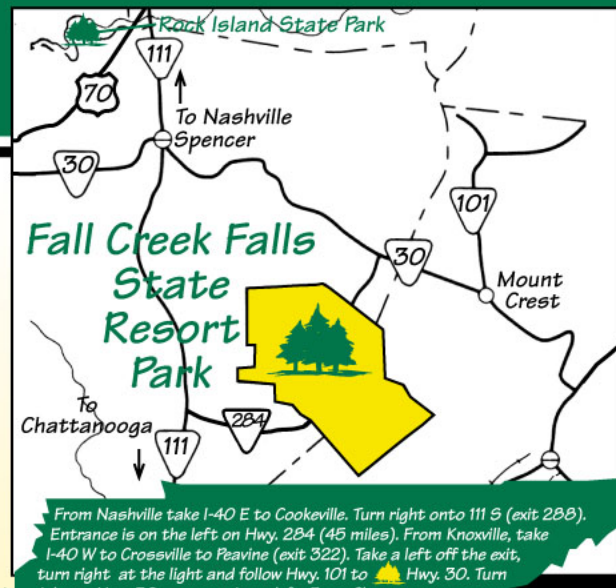 Rock Island State Park
111
70
To Nashville
Spencer
30
101
Fall Creek Falls
State
Resort
Park
30
Mount
Crest
To
Chattanooga
284
111
From Nashville take I-40 E to Cookeville. Turn right onto 111 S (exit 288).
Entrance is on the left on Hwy. 284 (45 miles). From Knoxville, take
I-40 W to Crossville to Peavine (exit 322). Take a left off the exit,
turn right at the light and follow Hwy. 101 to Hwy. 30. Turn